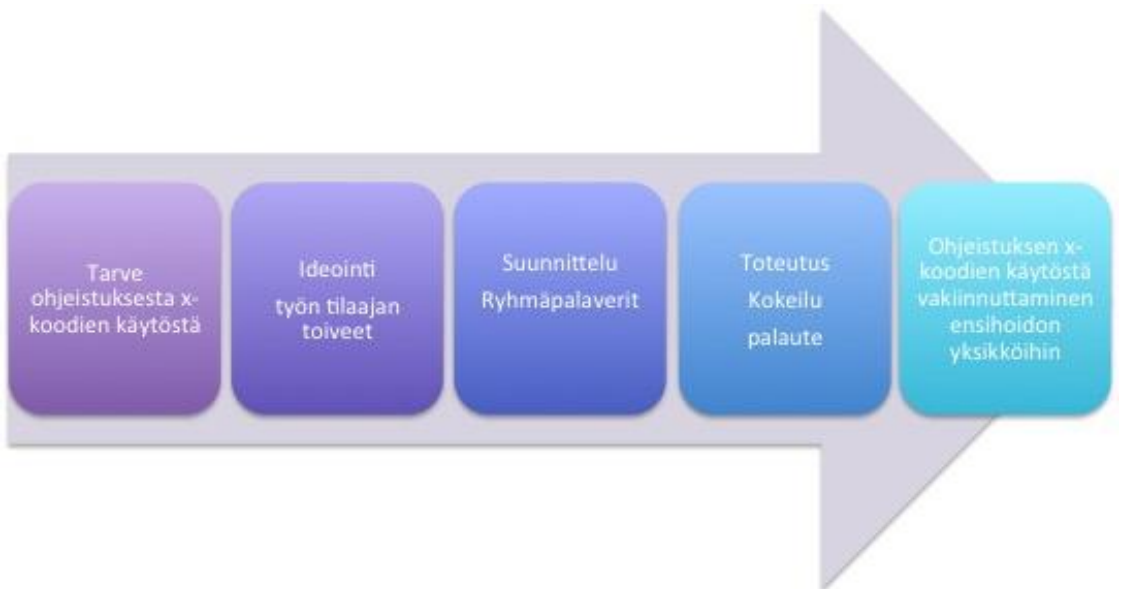 Tarve
ohjeistuksesta x-
koodien käytöstä
Ideointi
työn tilaajan
toiveet
Suunnittelu
Ryhmäpalaverit
Toteutus
Kokeilu
palaute
Ohjeistuksen x-
koodien käytöstä
vakiinnuttaminen
ensihoidon
yksikköihin